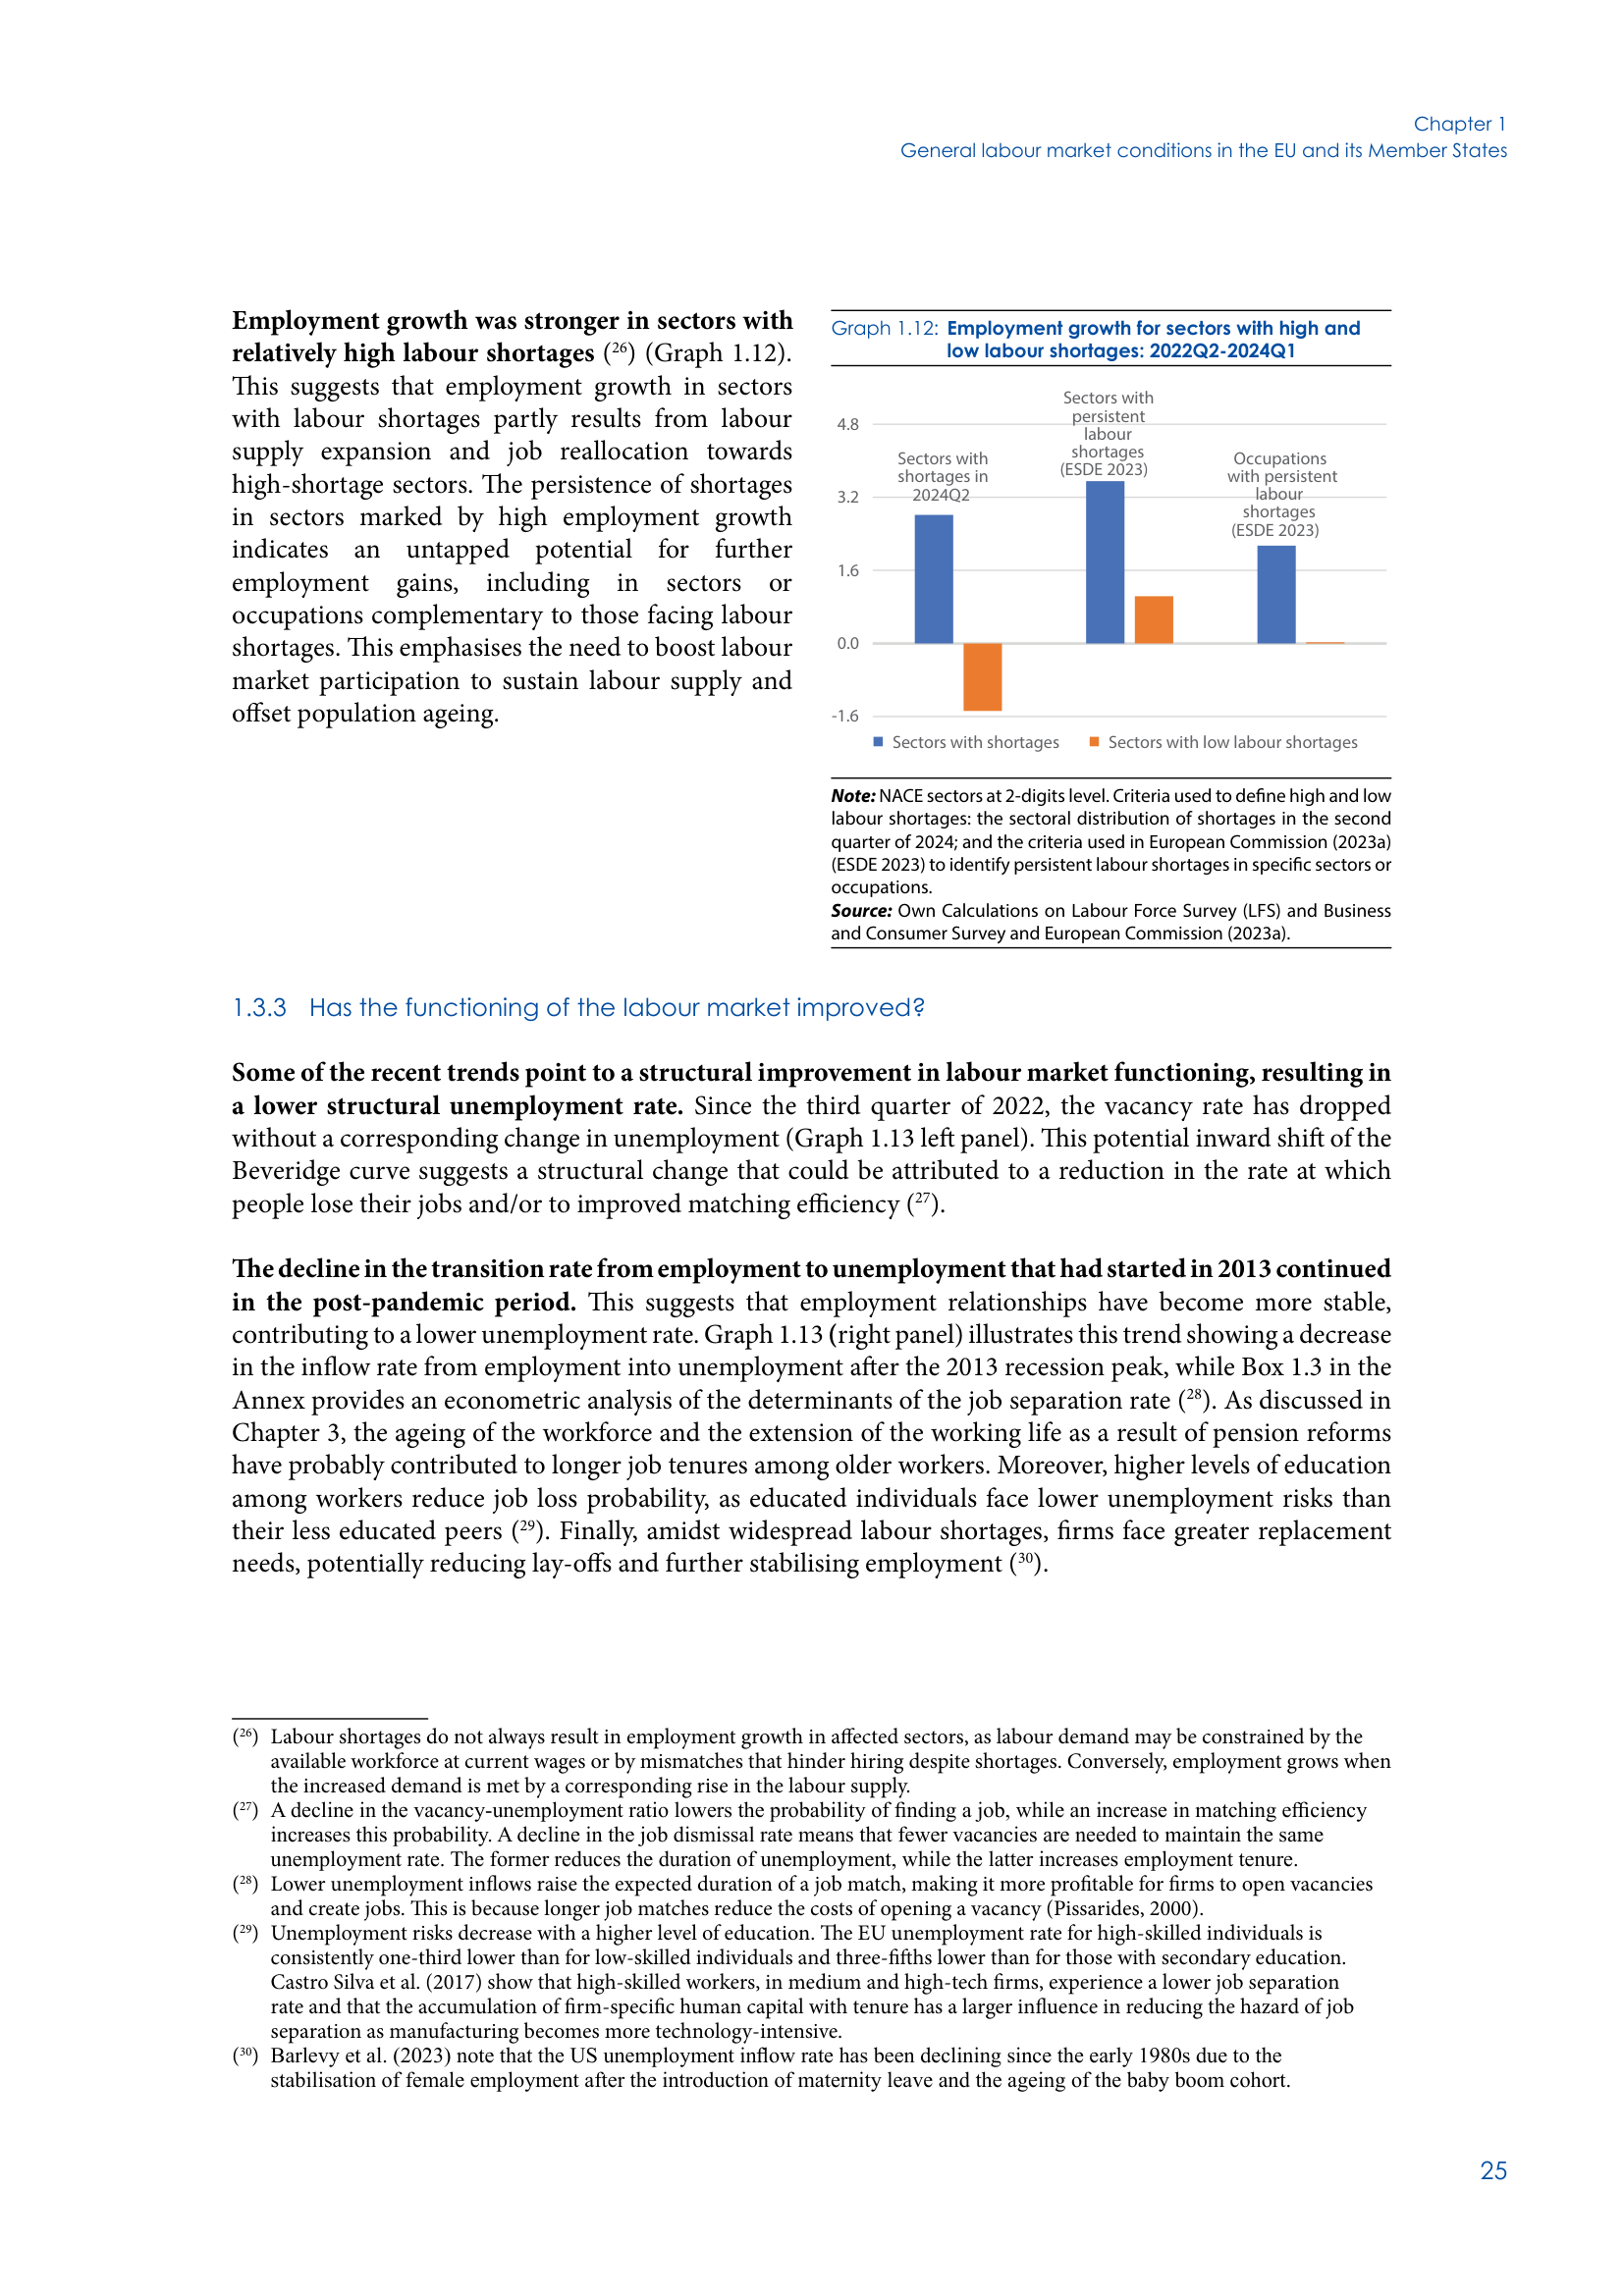 Chapter 1
General labour market conditions in the EU and its Member States
Employment growth was stronger in sectors with
relatively high labour shortages (26) (Graph 1.12).
This suggests that employment growth in sectors
with labour shortages partly results from labour
supply expansion and job reallocation towards
high-shortage sectors. The persistence of shortages
in sectors marked by high employment growth
indicates an untapped potential for further
employment gains, including in sectors or
occupations complementary to those facing labour
shortages. This emphasises the need to boost labour
market participation to sustain labour supply and
offset population ageing.
Graph 1.12: Employment growth for sectors with high and
low labour shortages: 2022Q2-2024Q1
4.8
3.2
1.6
0.0
-1.6
Sectors with
shortages in
2024Q2
Sectors with
persistent
labour
shortages
(ESDE 2023)
Occupations
with persistent
labour
shortages
(ESDE 2023)
Sectors with shortages
Sectors with low labour shortages
Note: NACE sectors at 2-digits level. Criteria used to define high and low
labour shortages: the sectoral distribution of shortages in the second
quarter of 2024; and the criteria used in European Commission (2023a)
(ESDE 2023) to identify persistent labour shortages in specific sectors or
occupations.
Source: Own Calculations on Labour Force Survey (LFS) and Business
and Consumer Survey and European Commission (2023a).
1.3.3 Has the functioning of the labour market improved?
Some of the recent trends point to a structural improvement in labour market functioning, resulting in
a lower structural unemployment rate. Since the third quarter of 2022, the vacancy rate has dropped
without a corresponding change in unemployment (Graph 1.13 left panel). This potential inward shift of the
Beveridge curve suggests a structural change that could be attributed to a reduction in the rate at which
people lose their jobs and/or to improved matching efficiency (27).
The decline in the transition rate from employment to unemployment that had started in 2013 continued
in the post-pandemic period. This suggests that employment relationships have become more stable,
contributing to a lower unemployment rate. Graph 1.13 (right panel) illustrates this trend showing a decrease
in the inflow rate from employment into unemployment after the 2013 recession peak, while Box 1.3 in the
Annex provides an econometric analysis of the determinants of the job separation rate (28). As discussed in
Chapter 3, the ageing of the workforce and the extension of the working life as a result of pension reforms
have probably contributed to longer job tenures among older workers. Moreover, higher levels of education
among workers reduce job loss probability, as educated individuals face lower unemployment risks than
their less educated peers (29). Finally, amidst widespread labour shortages, firms face greater replacement
needs, potentially reducing lay-offs and further stabilising employment (30).
(26) Labour shortages do not always result in employment growth in affected sectors, as labour demand may be constrained by the
available workforce at current wages or by mismatches that hinder hiring despite shortages. Conversely, employment grows when
the increased demand is met by a corresponding rise in the labour supply.
(27) A decline in the vacancy-unemployment ratio lowers the probability of finding a job, while an increase in matching efficiency
increases this probability. A decline in the job dismissal rate means that fewer vacancies are needed to maintain the same
unemployment rate. The former reduces the duration of unemployment, while the latter increases employment tenure.
(28) Lower unemployment inflows raise the expected duration of a job match, making it more profitable for firms to open vacancies
and create jobs. This is because longer job matches reduce the costs of opening a vacancy (Pissarides, 2000).
(29) Unemployment risks decrease with a higher level of education. The EU unemployment rate for high-skilled individuals is
consistently one-third lower than for low-skilled individuals and three-fifths lower than for those with secondary education.
Castro Silva et al. (2017) show that high-skilled workers, in medium and high-tech firms, experience a lower job separation
rate and that the accumulation of firm-specific human capital with tenure has a larger influence in reducing the hazard of job
separation as manufacturing becomes more technology-intensive.
(30) Barlevy et al. (2023) note that the US unemployment inflow rate has been declining since the early 1980s due to the
stabilisation of female employment after the introduction of maternity leave and the ageing of the baby boom cohort.
25